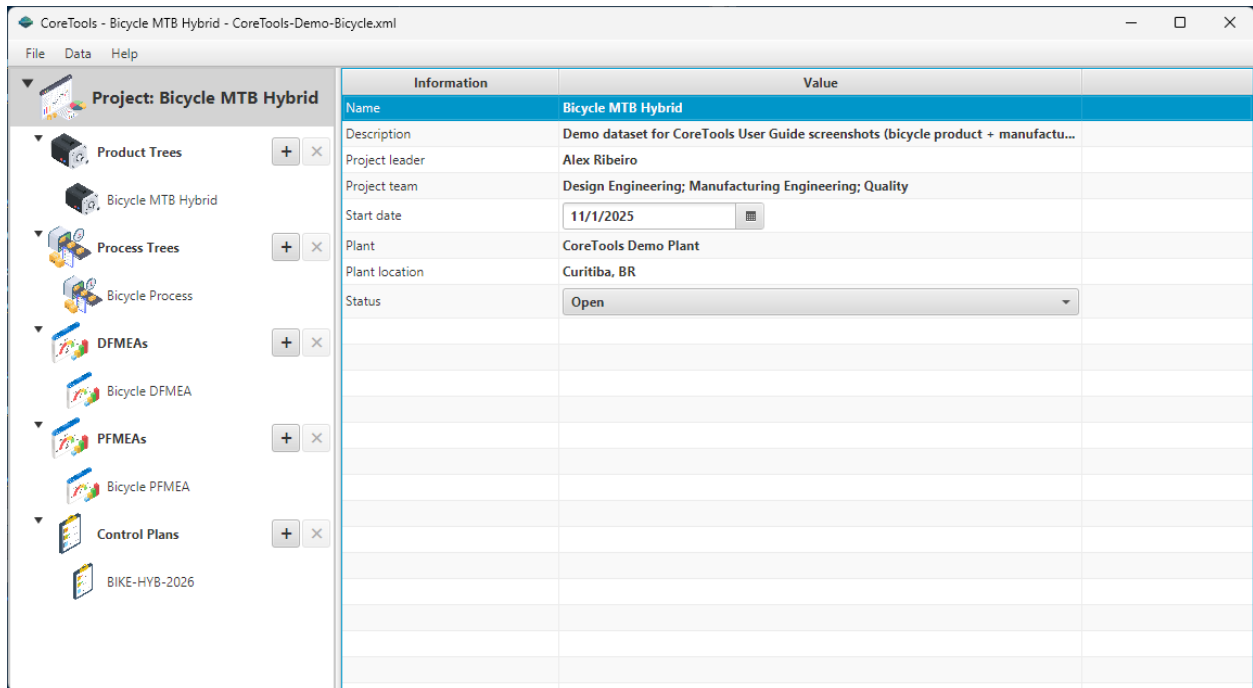 CoreTools - Bicycle MTB Hybrid - CoreTools-Demo-Bicycle.xml
File Data Help
Project: Bicycle MTB Hybrid
Product Trees
Bicycle MTB Hybrid
Process Trees
Bicycle Process
DFMEAs
Bicycle DFMEA
PFMEAs
Bicycle PFMEA
Control Plans
BIKE-HYB-2026
Information Value
Name Bicycle MTB Hybrid
Description Demo dataset for CoreTools User Guide screenshots (bicycle product + manufactu...
Project leader Alex Ribeiro
Project team Design Engineering; Manufacturing Engineering; Quality
Start date 11/1/2025
Plant CoreTools Demo Plant
Plant location Curitiba, BR
Status Open